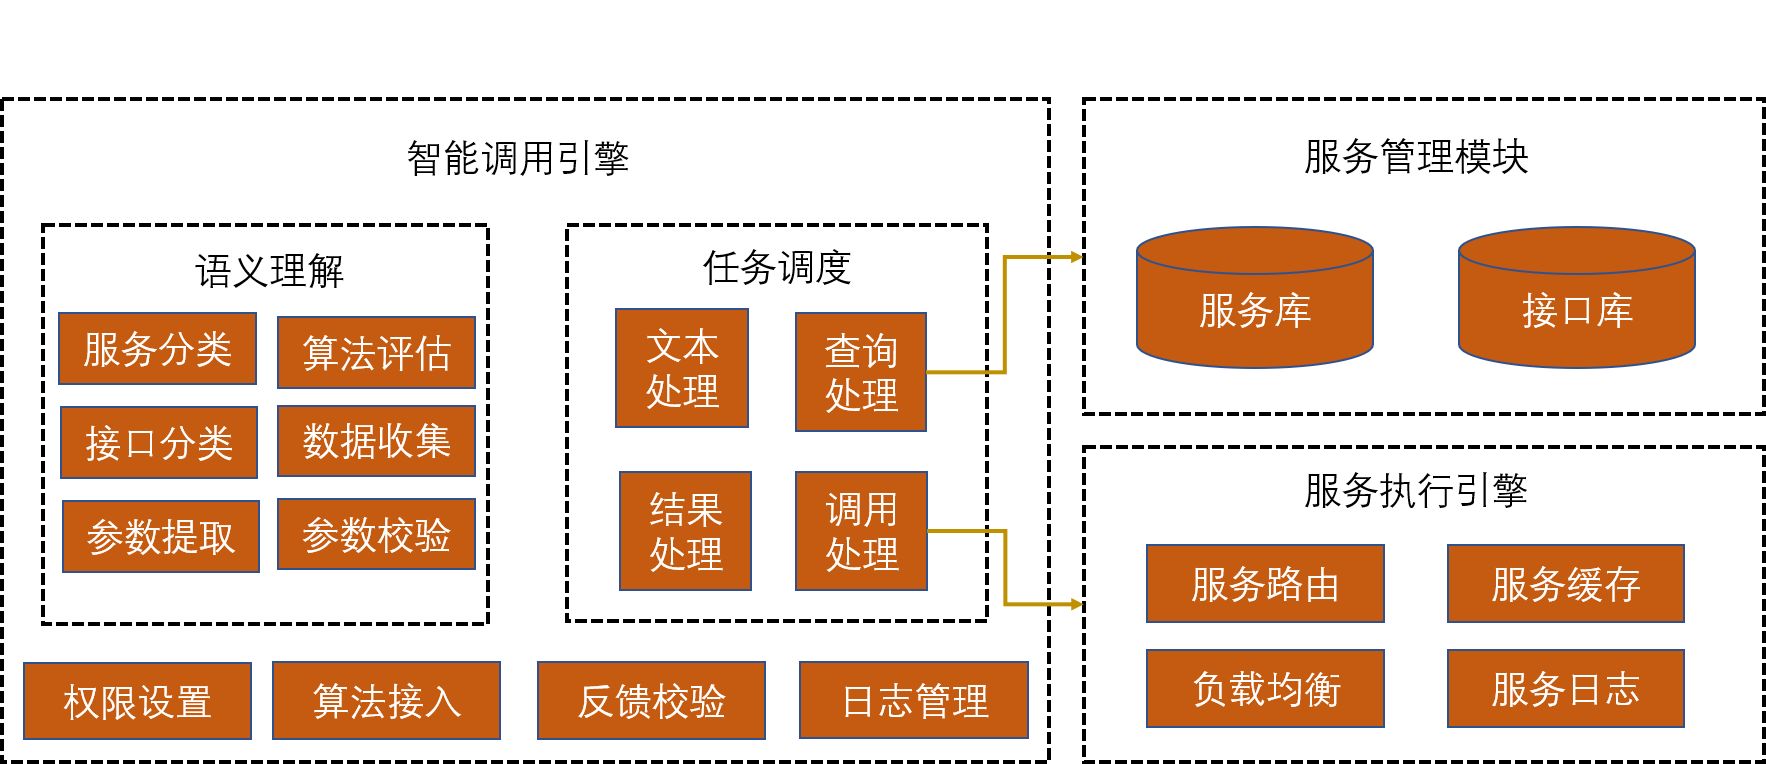 智能调用引擎
语义理解
服务分类
算法评估
接口分类
数据收集
参数提取
参数校验
任务调度
文本
处理
查询
处理
结果
处理
调用
处理
权限设置
算法接入
反馈校验
日志管理
服务管理模块
服务库
接口库
服务执行引擎
服务路由
服务缓存
负载均衡
服务日志